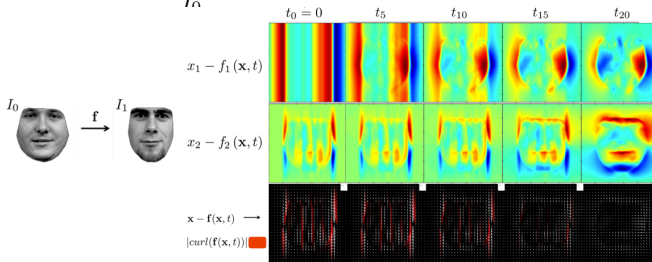 I₀
t₀ = 0 t₅ t₁₀ t₁₅ t₂₀
x₁ − f₁(𝐱, t)
I₀ 𝐟 I₁
x₂ − f₂(𝐱, t)
𝐱 − 𝐟(𝐱, t)
|curl(𝐟(𝐱, t))|